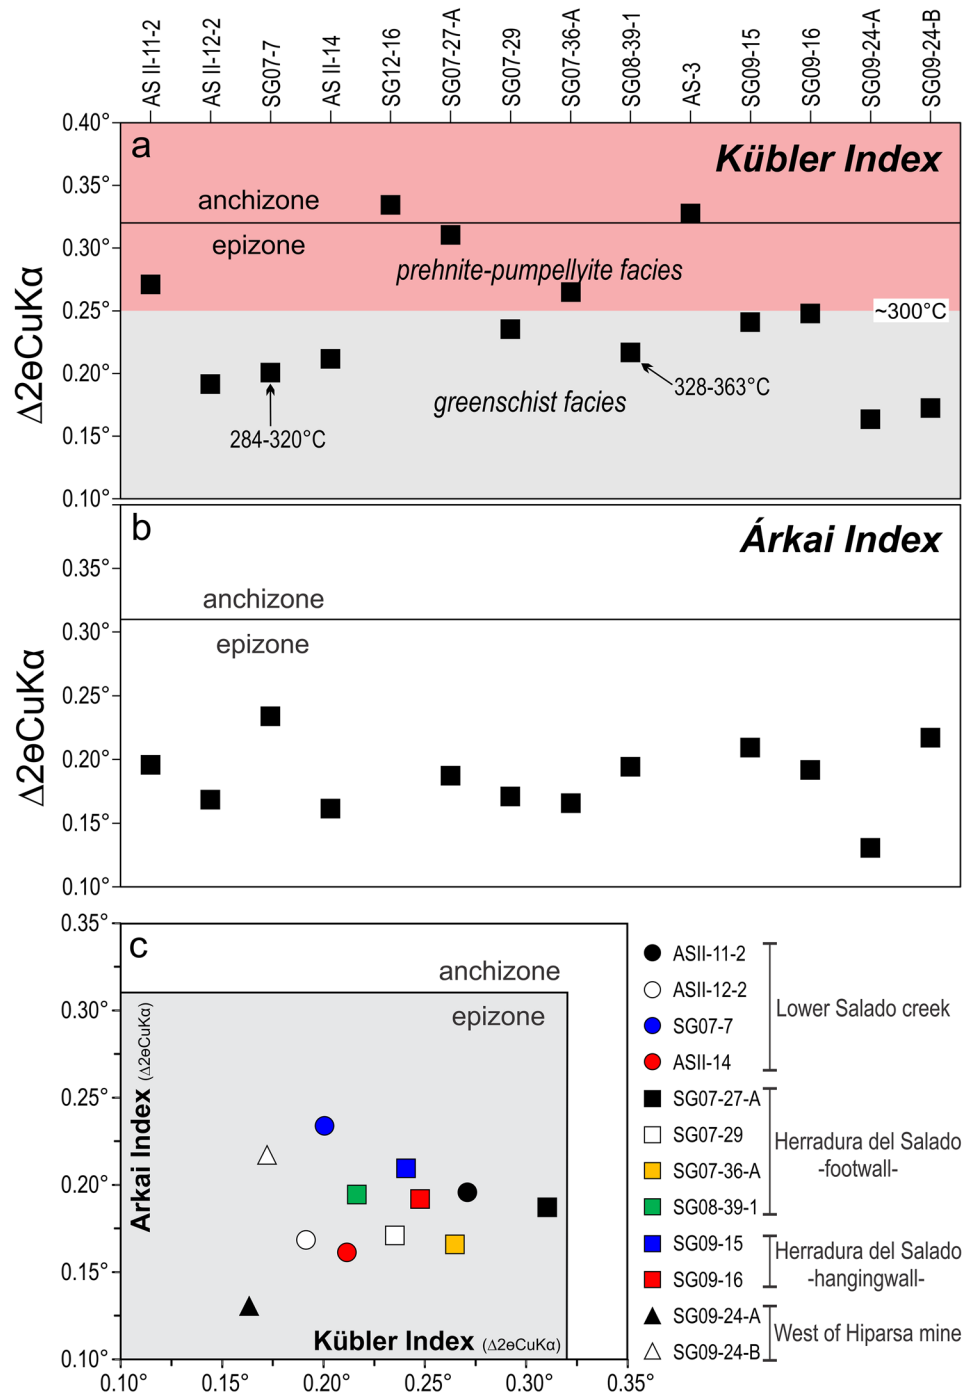 AS II-11-2
AS II-12-2
SG07-7
AS II-14
SG12-16
SG07-27-A
SG07-29
SG07-36-A
SG08-39-1
AS-3
SG09-15
SG09-16
SG09-24-A
SG09-24-B
a
Kübler Index
0.40°
0.35°
0.30°
0.25°
0.20°
0.15°
0.10°
Δ2ɵCuKα
anchizone
epizone
prehnite-pumpellyite facies
~300°C
328-363°C
greenschist facies
284-320°C
b
Árkai Index
0.35°
0.30°
0.25°
0.20°
0.15°
0.10°
Δ2ɵCuKα
anchizone
epizone
c
0.35°
0.30°
0.25°
0.20°
0.15°
0.10°
anchizone
epizone
Arkai Index (Δ2ɵCuKα)
Kübler Index (Δ2ɵCuKα)
0.10°
0.15°
0.20°
0.25°
0.30°
0.35°
ASII-11-2
ASII-12-2
SG07-7
ASII-14
Lower Salado creek
SG07-27-A
SG07-29
SG07-36-A
SG08-39-1
Herradura del Salado
-footwall-
SG09-15
SG09-16
Herradura del Salado
-hangingwall-
SG09-24-A
SG09-24-B
West of Hiparsa mine